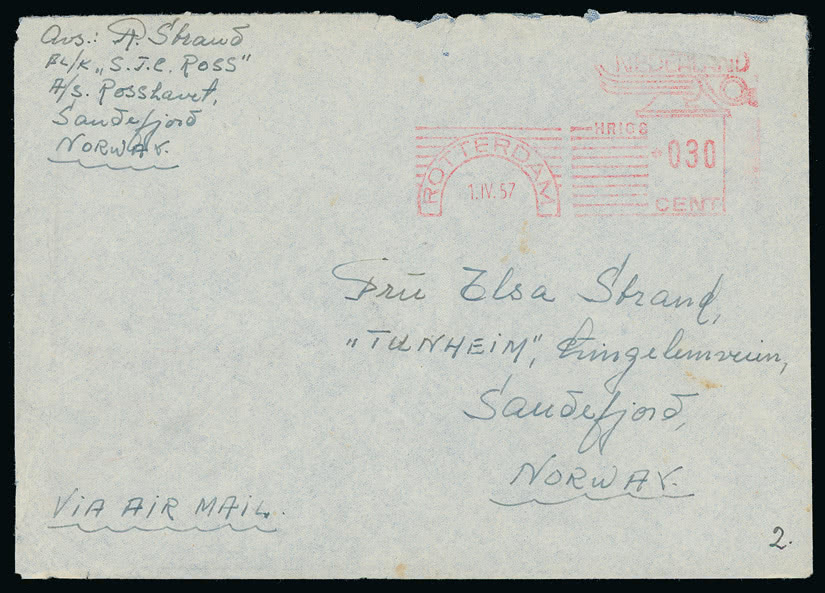 Avs.: A. Strand
BL/K „S.J.C. ROSS"
A/s. Rosshavet,
Sandefjord
NORWAY.
NEDERLAND
HR168
030
CENT
ROTTERDAM
1.IV.57
Fru Elsa Strand,
„TUNHEIM",
Sandefjord,
NORWAY.
VIA AIR MAIL.
2.